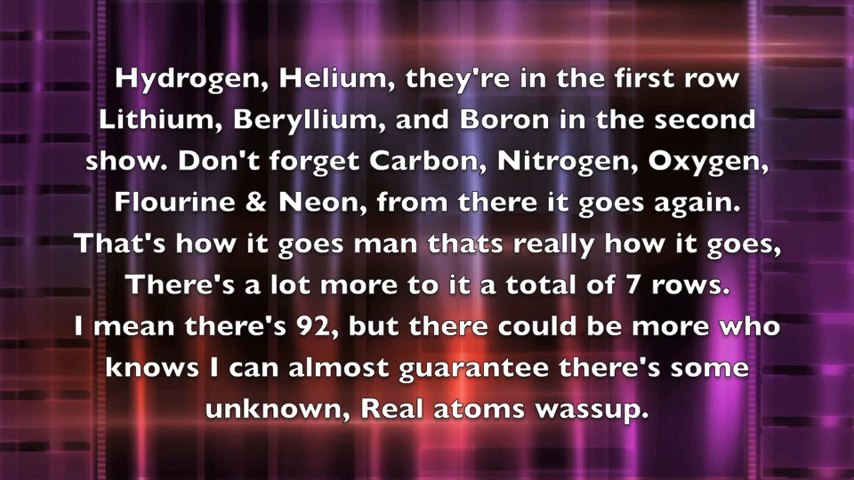 Hydrogen, Helium, they're in the first row
Lithium, Beryllium, and Boron in the second
show. Don't forget Carbon, Nitrogen, Oxygen,
Flourine & Neon, from there it goes again.
That's how it goes man thats really how it goes,
There's a lot more to it a total of 7 rows.
I mean there's 92, but there could be more who
knows I can almost guarantee there's some
unknown, Real atoms wassup.